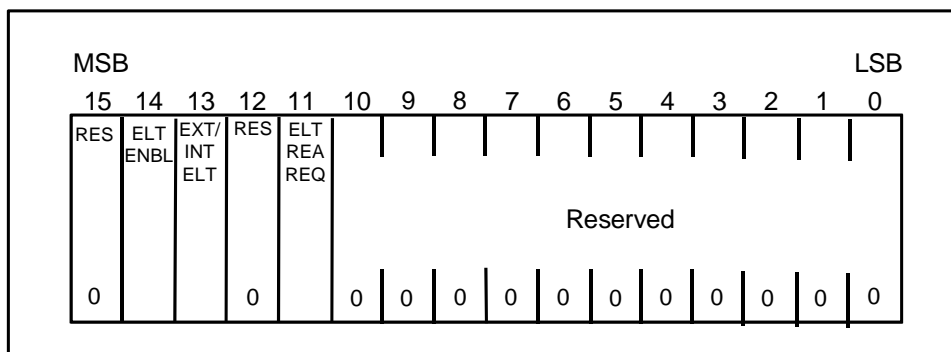 MSB LSB
15 14 13 12 11 10 9 8 7 6 5 4 3 2 1 0
RES ELT EXT/ RES ELT
ENBL INT REA
ELT REQ
Reserved
0 0 0 0 0 0 0 0 0 0 0 0 0